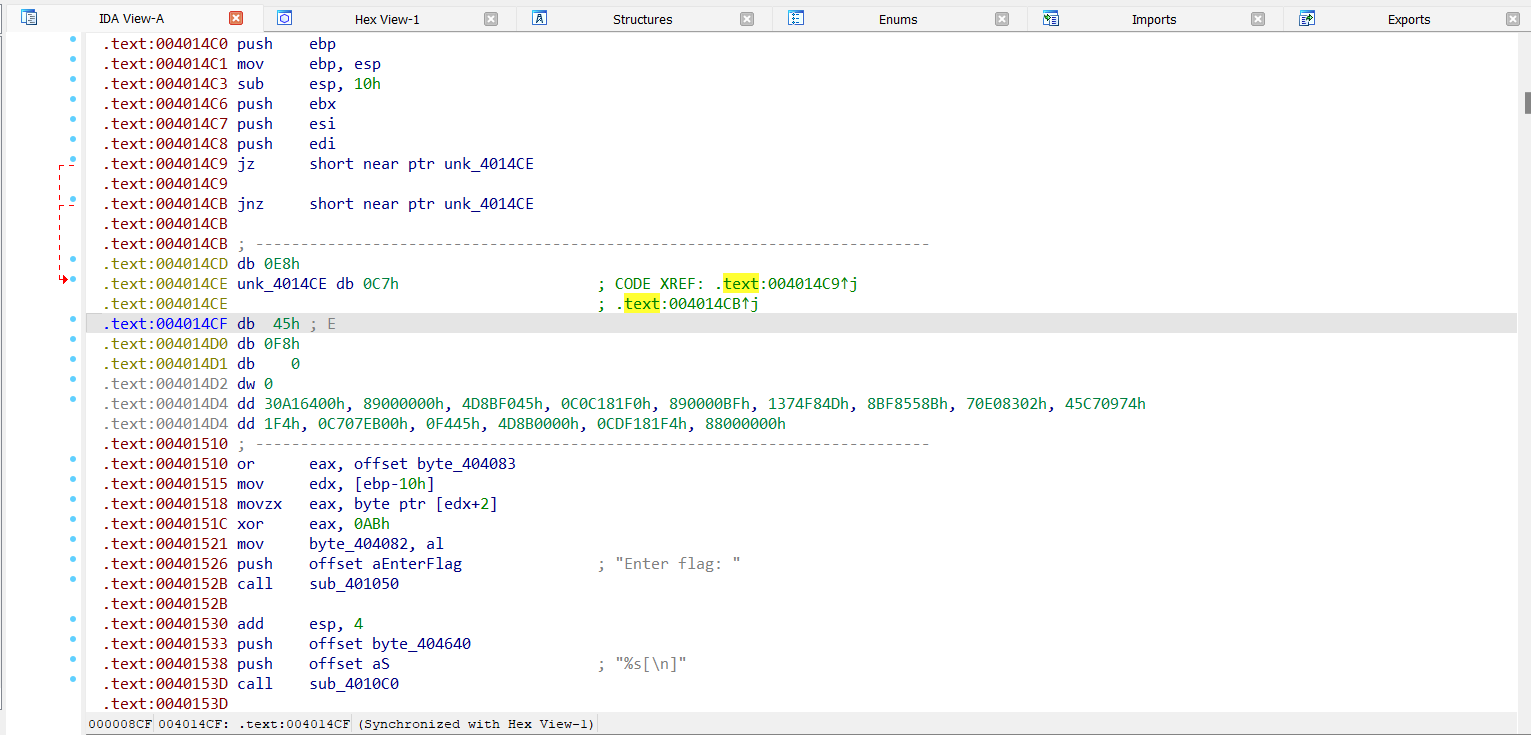 IDA View-A Hex View-1 Structures Enums Imports Exports
.text:004014C0 push ebp
.text:004014C1 mov ebp, esp
.text:004014C3 sub esp, 10h
.text:004014C6 push ebx
.text:004014C7 push esi
.text:004014C8 push edi
.text:004014C9 jz short near ptr unk_4014CE
.text:004014C9
.text:004014CB jnz short near ptr unk_4014CE
.text:004014CB
.text:004014CB ; ---------------------------------------------------------------------------
.text:004014CD db 0E8h
.text:004014CE unk_4014CE db 0C7h ; CODE XREF: .text:004014C9↑j
.text:004014CE ; .text:004014CB↑j
.text:004014CF db 45h ; E
.text:004014D0 db 0F8h
.text:004014D1 db 0
.text:004014D2 dw 0
.text:004014D4 dd 30A16400h, 89000000h, 4D8BF045h, 0C0C181F0h, 890000BFh, 1374F84Dh, 8BF8558Bh, 70E08302h, 45C70974h
.text:004014D4 dd 1F4h, 0C707EB00h, 0F445h, 4D8B0000h, 0CDF181F4h, 88000000h
.text:00401510 ; ---------------------------------------------------------------------------
.text:00401510 or eax, offset byte_404083
.text:00401515 mov edx, [ebp-10h]
.text:00401518 movzx eax, byte ptr [edx+2]
.text:0040151C xor eax, 0ABh
.text:00401521 mov byte_404082, al
.text:00401526 push offset aEnterFlag ; "Enter flag: "
.text:0040152B call sub_401050
.text:0040152B
.text:00401530 add esp, 4
.text:00401533 push offset byte_404640
.text:00401538 push offset aS ; "%s[\n]"
.text:0040153D call sub_4010C0
.text:0040153D
000008CF 004014CF: .text:004014CF (Synchronized with Hex View-1)